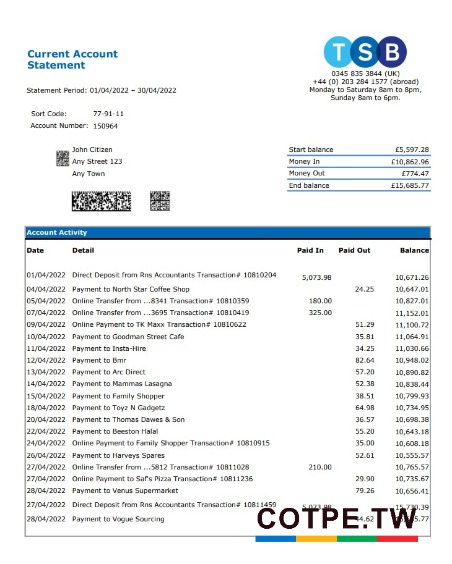 Current Account
Statement
TSB
0345 835 3844 (UK)
+44 (0) 203 284 1577 (abroad)
Monday to Saturday 8am to 8pm,
Sunday 8am to 6pm.
Statement Period: 01/04/2022 – 30/04/2022
Sort Code: 77-91-11
Account Number: 150964
John Citizen
Any Street 123
Any Town
Start balance £5,597.28
Money In £10,862.96
Money Out £774.47
End balance £15,685.77
Account Activity
Date Detail Paid In Paid Out Balance
01/04/2022 Direct Deposit from Rns Accountants Transaction# 10810204 5,073.98 10,671.26
04/04/2022 Payment to North Star Coffee Shop 24.25 10,647.01
05/04/2022 Online Transfer from ...8341 Transaction# 10810359 180.00 10,827.01
07/04/2022 Online Transfer from ...3695 Transaction# 10810419 325.00 11,152.01
09/04/2022 Online Payment to TK Maxx Transaction# 10810622 51.29 11,100.72
10/04/2022 Payment to Goodman Street Cafe 35.81 11,064.91
11/04/2022 Payment to Insta-Hire 34.25 11,030.66
12/04/2022 Payment to Bmr 82.64 10,948.02
13/04/2022 Payment to Arc Direct 57.20 10,890.82
14/04/2022 Payment to Mammas Lasagna 52.38 10,838.44
15/04/2022 Payment to Family Shopper 38.51 10,799.93
18/04/2022 Payment to Toyz N Gadgetz 64.98 10,734.95
20/04/2022 Payment to Thomas Dawes & Son 36.57 10,698.38
22/04/2022 Payment to Beeston Halal 55.20 10,643.18
24/04/2022 Online Payment to Family Shopper Transaction# 10810915 35.00 10,608.18
26/04/2022 Payment to Harveys Spares 52.61 10,555.57
27/04/2022 Online Transfer from ...5812 Transaction# 10811028 210.00 10,765.57
27/04/2022 Online Payment to Saf's Pizza Transaction# 10811236 29.90 10,735.67
28/04/2022 Payment to Venus Supermarket 79.26 10,656.41
27/04/2022 Direct Deposit from Rns Accountants Transaction# 10811459 5,073.98 15,730.39
28/04/2022 Payment to Vogue Sourcing 44.62
COTPE.TW